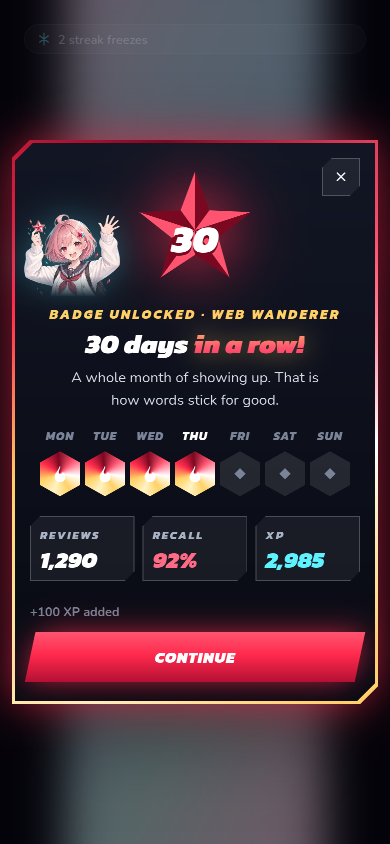 2 streak freezes
30
BADGE UNLOCKED · WEB WANDERER
30 days in a row!
A whole month of showing up. That is
how words stick for good.
MON TUE WED THU FRI SAT SUN
REVIEWS RECALL XP
1,290 92% 2,985
+100 XP added
CONTINUE